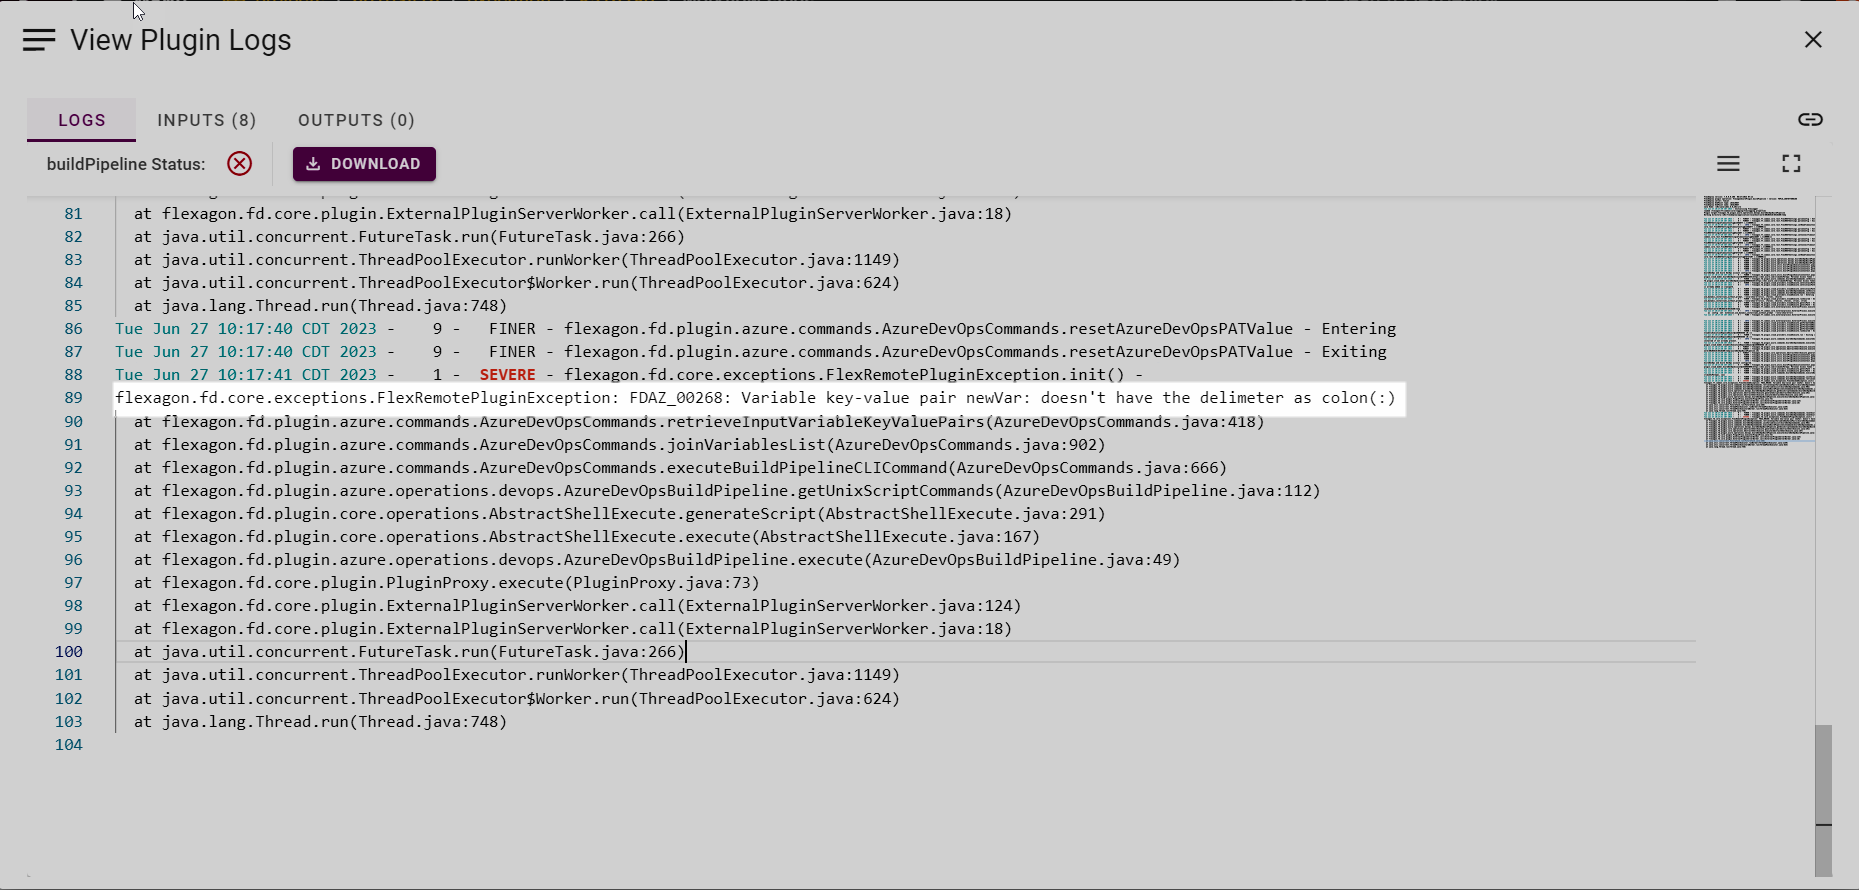 View Plugin Logs
LOGS
INPUTS (8)
OUTPUTS (0)
buildPipeline Status:
DOWNLOAD
81 at flexagon.fd.core.plugin.ExternalPluginServerWorker.call(ExternalPluginServerWorker.java:18)
82 at java.util.concurrent.FutureTask.run(FutureTask.java:266)
83 at java.util.concurrent.ThreadPoolExecutor.runWorker(ThreadPoolExecutor.java:1149)
84 at java.util.concurrent.ThreadPoolExecutor$Worker.run(ThreadPoolExecutor.java:624)
85 at java.lang.Thread.run(Thread.java:748)
86 Tue Jun 27 10:17:40 CDT 2023 - 9 - FINER - flexagon.fd.plugin.azure.commands.AzureDevOpsCommands.resetAzureDevOpsPATValue - Entering
87 Tue Jun 27 10:17:40 CDT 2023 - 9 - FINER - flexagon.fd.plugin.azure.commands.AzureDevOpsCommands.resetAzureDevOpsPATValue - Exiting
88 Tue Jun 27 10:17:41 CDT 2023 - 1 - SEVERE - flexagon.fd.core.exceptions.FlexRemotePluginException.init() -
89 flexagon.fd.core.exceptions.FlexRemotePluginException: FDAZ_00268: Variable key-value pair newVar: doesn't have the delimeter as colon(:)
90 at flexagon.fd.plugin.azure.commands.AzureDevOpsCommands.retrieveInputVariableKeyValuePairs(AzureDevOpsCommands.java:418)
91 at flexagon.fd.plugin.azure.commands.AzureDevOpsCommands.joinVariablesList(AzureDevOpsCommands.java:902)
92 at flexagon.fd.plugin.azure.commands.AzureDevOpsCommands.executeBuildPipelineCLICommand(AzureDevOpsCommands.java:666)
93 at flexagon.fd.plugin.azure.operations.devops.AzureDevOpsBuildPipeline.getUnixScriptCommands(AzureDevOpsBuildPipeline.java:112)
94 at flexagon.fd.plugin.core.operations.AbstractShellExecute.generateScript(AbstractShellExecute.java:291)
95 at flexagon.fd.plugin.core.operations.AbstractShellExecute.execute(AbstractShellExecute.java:167)
96 at flexagon.fd.plugin.azure.operations.devops.AzureDevOpsBuildPipeline.execute(AzureDevOpsBuildPipeline.java:49)
97 at flexagon.fd.core.plugin.PluginProxy.execute(PluginProxy.java:73)
98 at flexagon.fd.core.plugin.ExternalPluginServerWorker.call(ExternalPluginServerWorker.java:124)
99 at flexagon.fd.core.plugin.ExternalPluginServerWorker.call(ExternalPluginServerWorker.java:18)
100 at java.util.concurrent.FutureTask.run(FutureTask.java:266)
101 at java.util.concurrent.ThreadPoolExecutor.runWorker(ThreadPoolExecutor.java:1149)
102 at java.util.concurrent.ThreadPoolExecutor$Worker.run(ThreadPoolExecutor.java:624)
103 at java.lang.Thread.run(Thread.java:748)
104